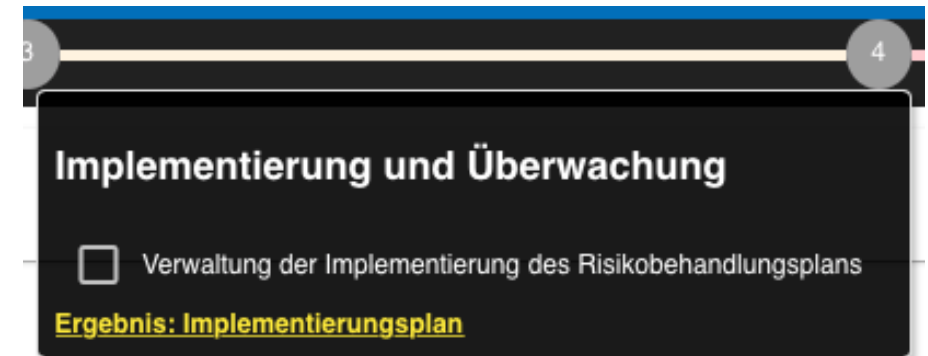 3
4
Implementierung und Überwachung
Verwaltung der Implementierung des Risikobehandlungsplans
Ergebnis: Implementierungsplan